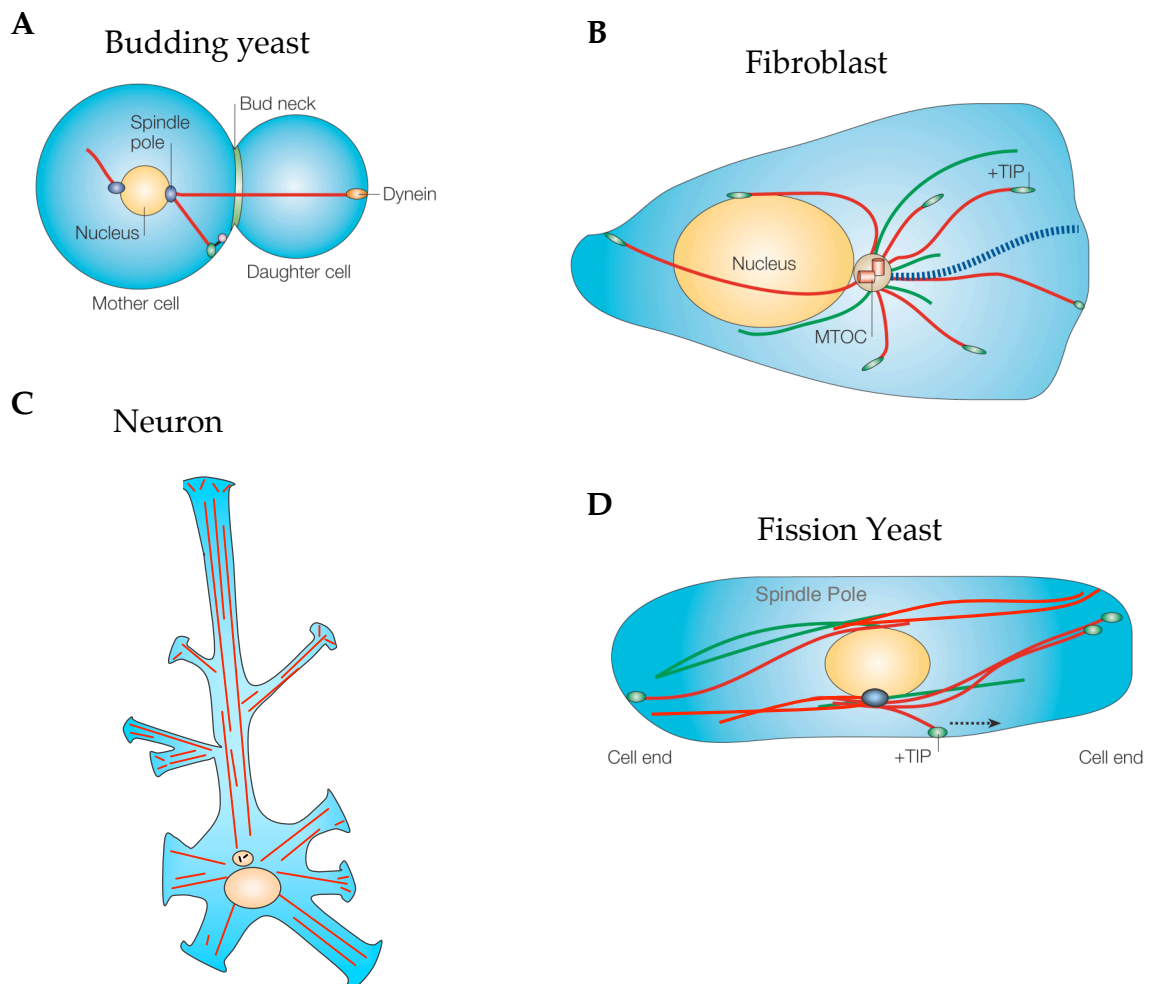 A
Budding yeast
Bud neck
Spindle
pole
Dynein
Nucleus
Daughter cell
Mother cell
B
Fibroblast
+TIP
Nucleus
MTOC
C
Neuron
D
Fission Yeast
Spindle Pole
Cell end
+TIP
Cell end